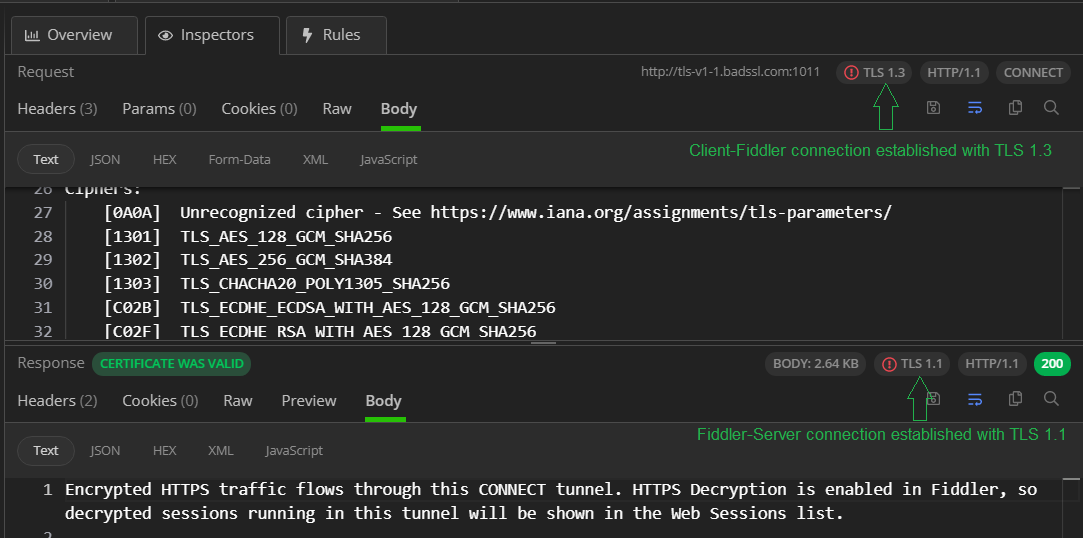 Overview Inspectors Rules
Request http://tls-v1-1.badssl.com:1011 TLS 1.3 HTTP/1.1 CONNECT
Headers (3) Params (0) Cookies (0) Raw Body
Client-Fiddler connection established with TLS 1.3
Text JSON HEX Form-Data XML JavaScript
26 Ciphers:
27 [0A0A] Unrecognized cipher - See https://www.iana.org/assignments/tls-parameters/
28 [1301] TLS_AES_128_GCM_SHA256
29 [1302] TLS_AES_256_GCM_SHA384
30 [1303] TLS_CHACHA20_POLY1305_SHA256
31 [C02B] TLS_ECDHE_ECDSA_WITH_AES_128_GCM_SHA256
32 [C02F] TLS_ECDHE_RSA_WITH_AES_128_GCM_SHA256
Response CERTIFICATE WAS VALID BODY: 2.64 KB TLS 1.1 HTTP/1.1 200
Headers (2) Cookies (0) Raw Preview Body
Fiddler-Server connection established with TLS 1.1
Text JSON HEX XML JavaScript
1 Encrypted HTTPS traffic flows through this CONNECT tunnel. HTTPS Decryption is enabled in Fiddler, so
decrypted sessions running in this tunnel will be shown in the Web Sessions list.
2